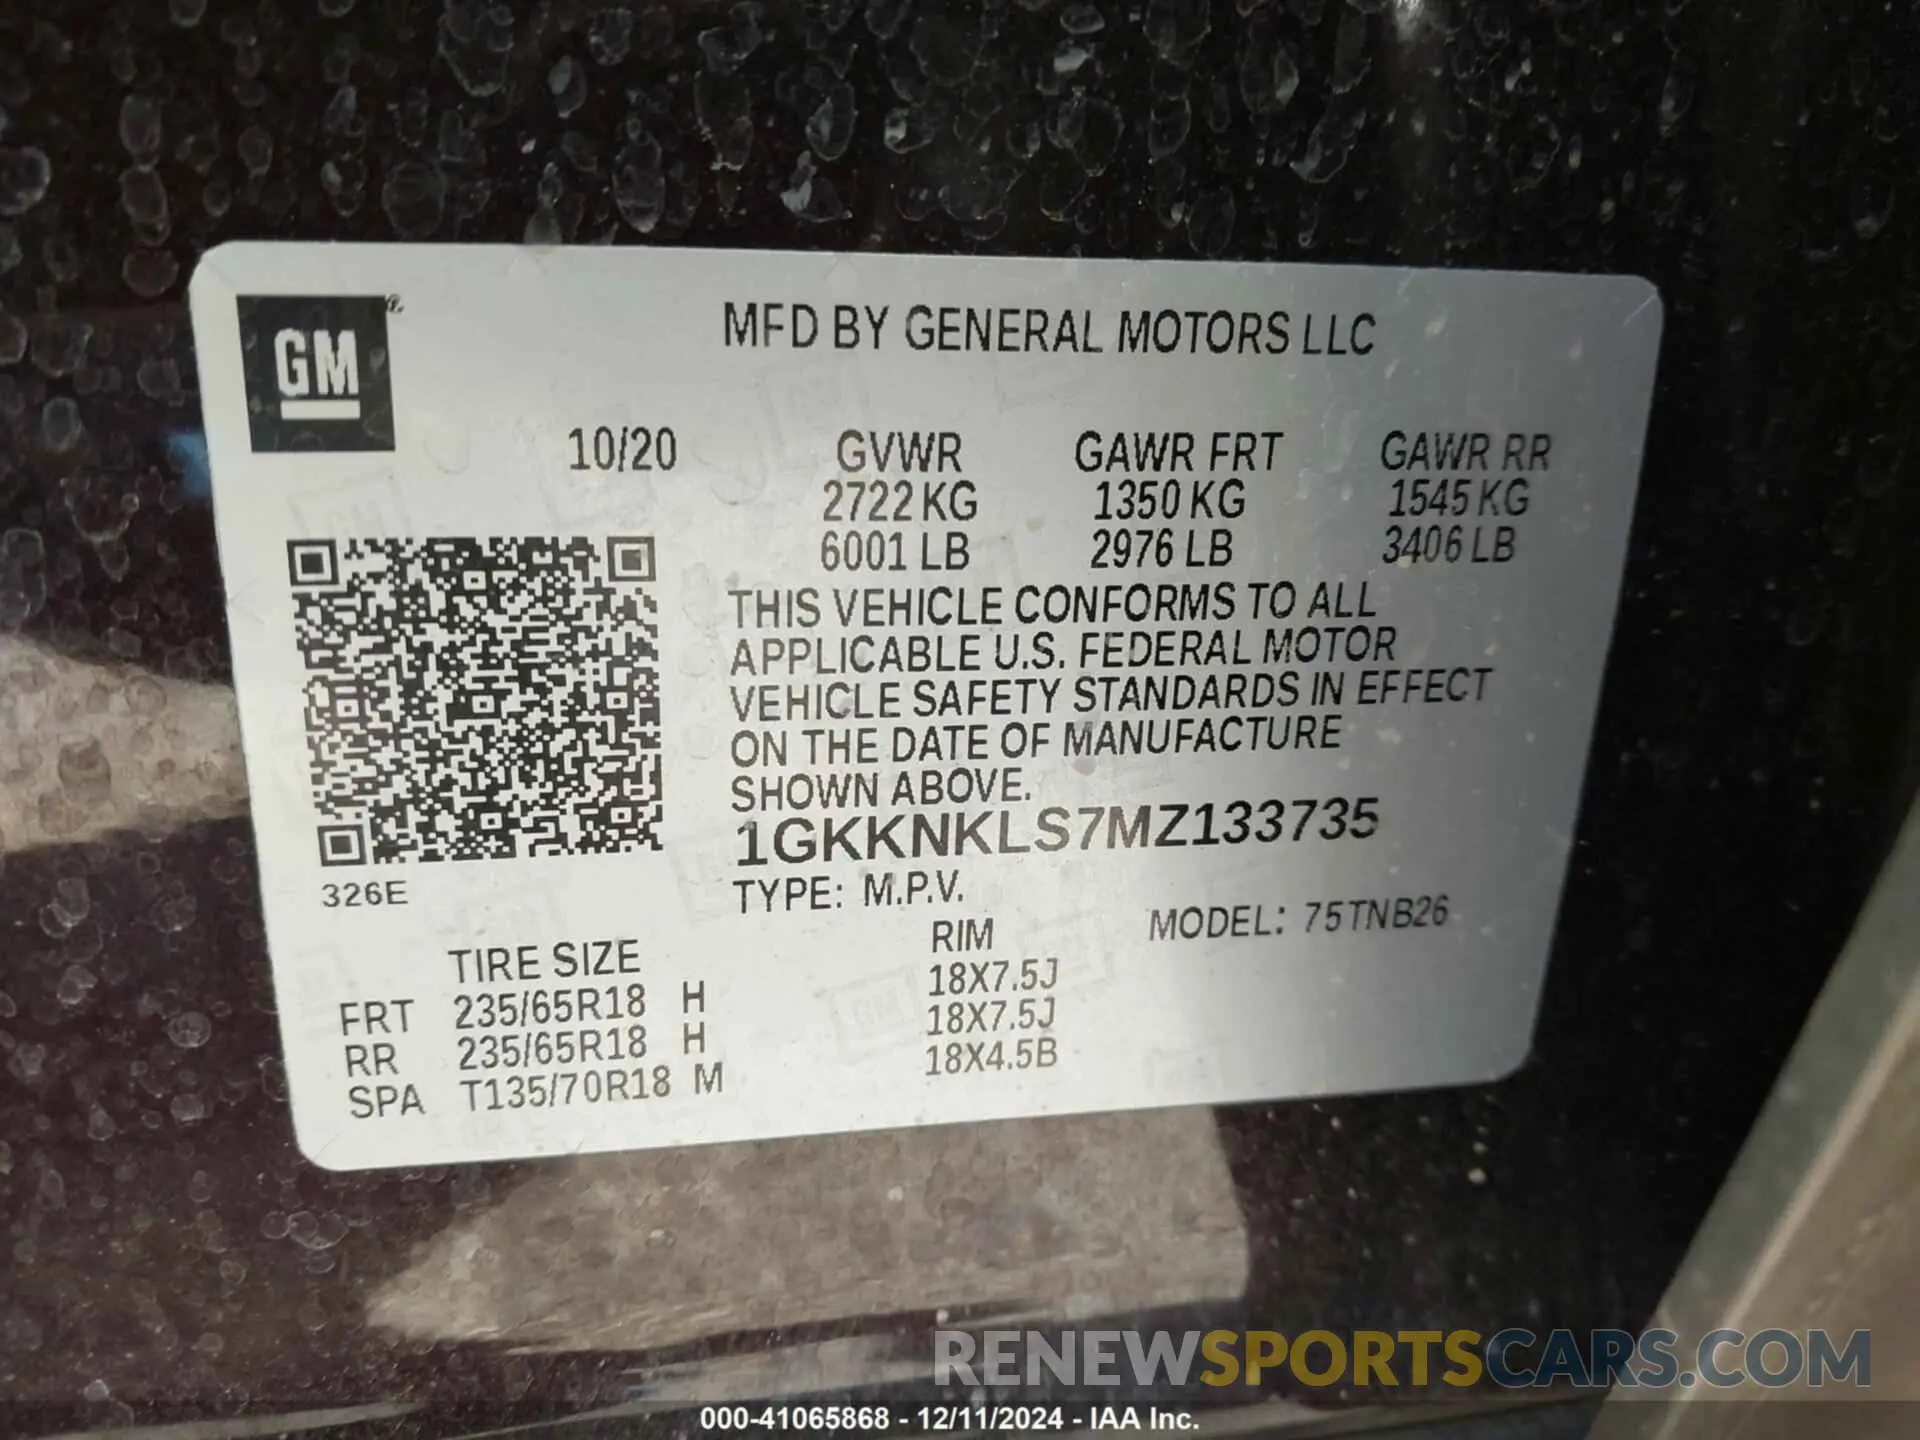 GM®
MFD BY GENERAL MOTORS LLC
10/20 GVWR GAWR FRT GAWR RR
2722 KG 1350 KG 1545 KG
6001 LB 2976 LB 3406 LB
THIS VEHICLE CONFORMS TO ALL
APPLICABLE U.S. FEDERAL MOTOR
VEHICLE SAFETY STANDARDS IN EFFECT
ON THE DATE OF MANUFACTURE
SHOWN ABOVE.
1GKKNKLS7MZ133735
326E
TYPE: M.P.V.
MODEL: 75TNB26
TIRE SIZE RIM
FRT 235/65R18 H 18X7.5J
RR 235/65R18 H 18X7.5J
SPA T135/70R18 M 18X4.5B
RENEWSPORTSCARS.COM
000-41065868 - 12/11/2024 - IAA Inc.